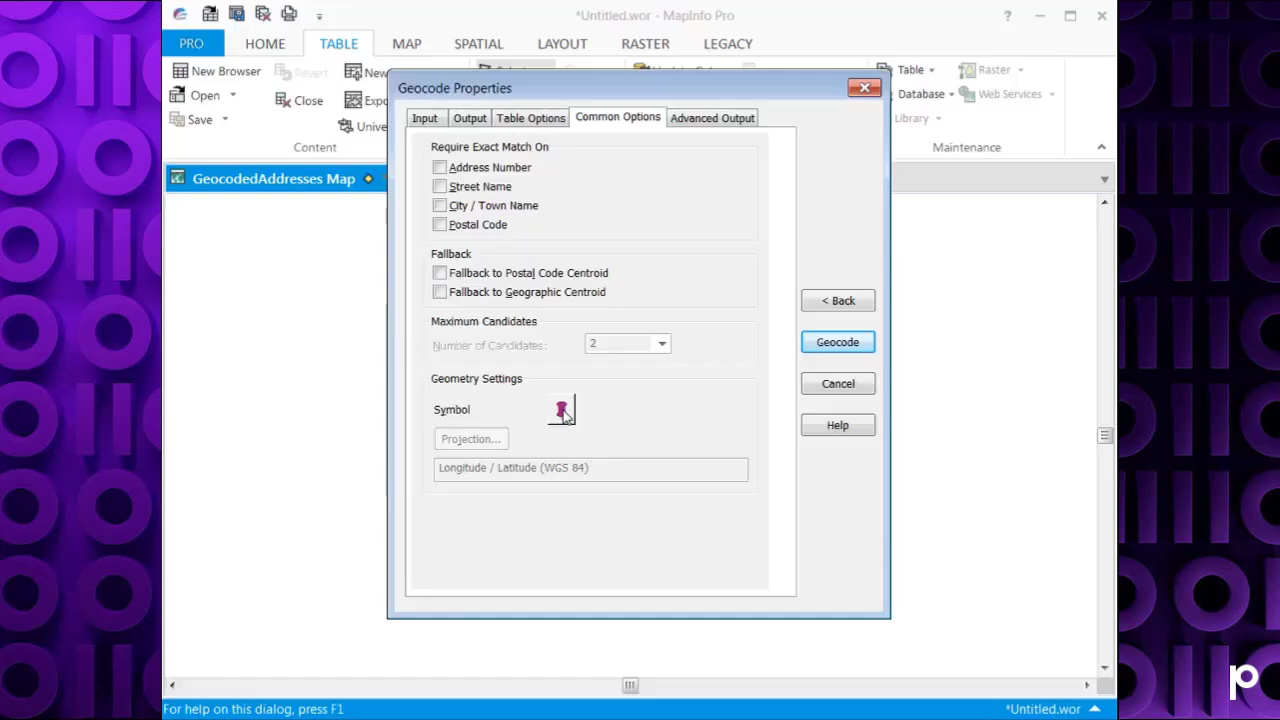 *Untitled.wor - MapInfo Pro
?
PRO HOME TABLE MAP SPATIAL LAYOUT RASTER LEGACY
New Browser Revert New Table Raster
Open Close Expo Database Web Services
Save Unive Library
Content Maintenance
Geocode Properties
Input Output Table Options Common Options Advanced Output
GeocodedAddresses Map
Require Exact Match On
Address Number
Street Name
City / Town Name
Postal Code
Fallback
Fallback to Postal Code Centroid
Fallback to Geographic Centroid
Maximum Candidates
Number of Candidates: 2
Geometry Settings
Symbol
Projection...
Longitude / Latitude (WGS 84)
< Back
Geocode
Cancel
Help
For help on this dialog, press F1 *Untitled.wor
p